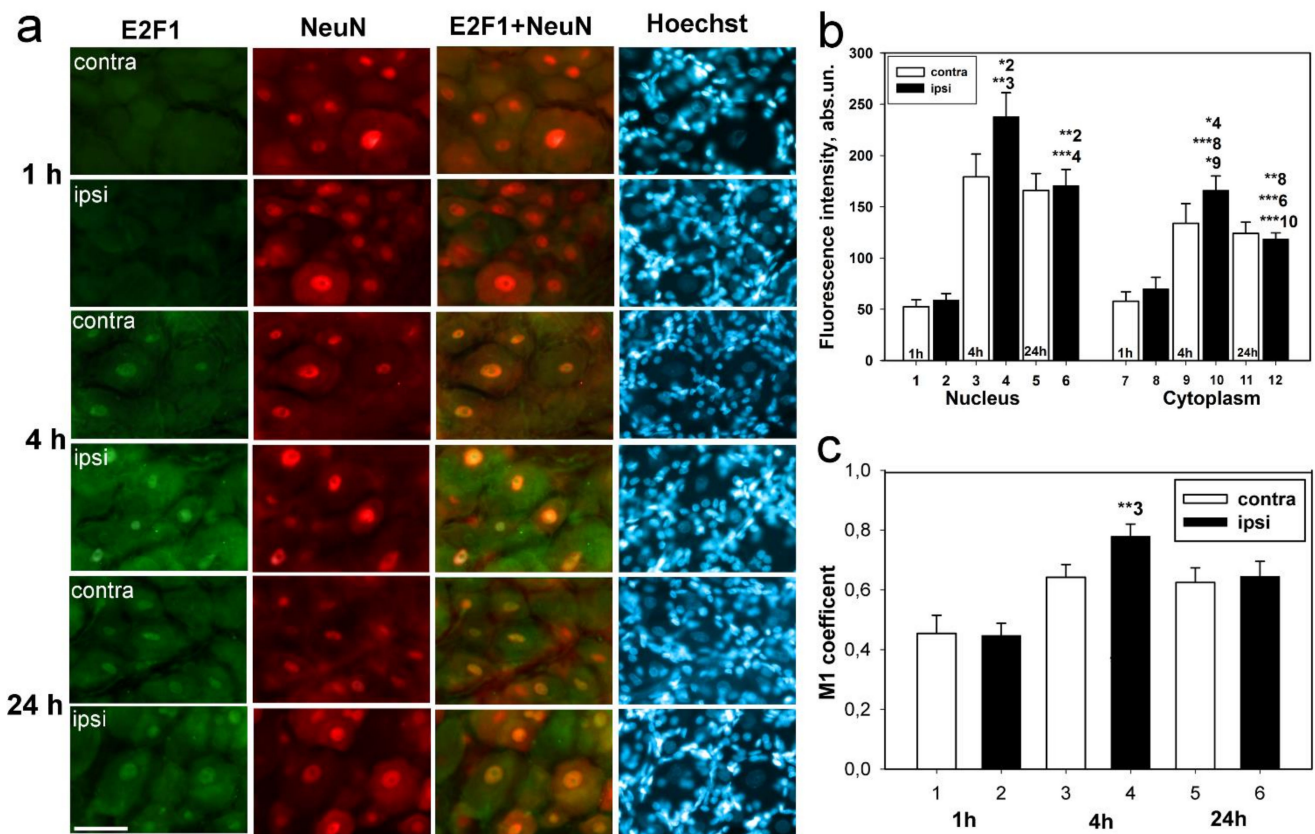 a
E2F1 NeuN E2F1+NeuN Hoechst
contra
1 h
ipsi
contra
4 h
ipsi
contra
24 h
ipsi
b
Fluorescence intensity, abs.un.
350
300
250
200
150
100
50
0
contra
ipsi
*2
**3
**2
***4
*4
***8
*9
**8
***6
***10
1h 4h 24h 1h 4h 24h
1 2 3 4 5 6 7 8 9 10 11 12
Nucleus Cytoplasm
c
M1 coefficent
1,0
0,8
0,6
0,4
0,2
0,0
contra
ipsi
**3
1 2 3 4 5 6
1h 4h 24h